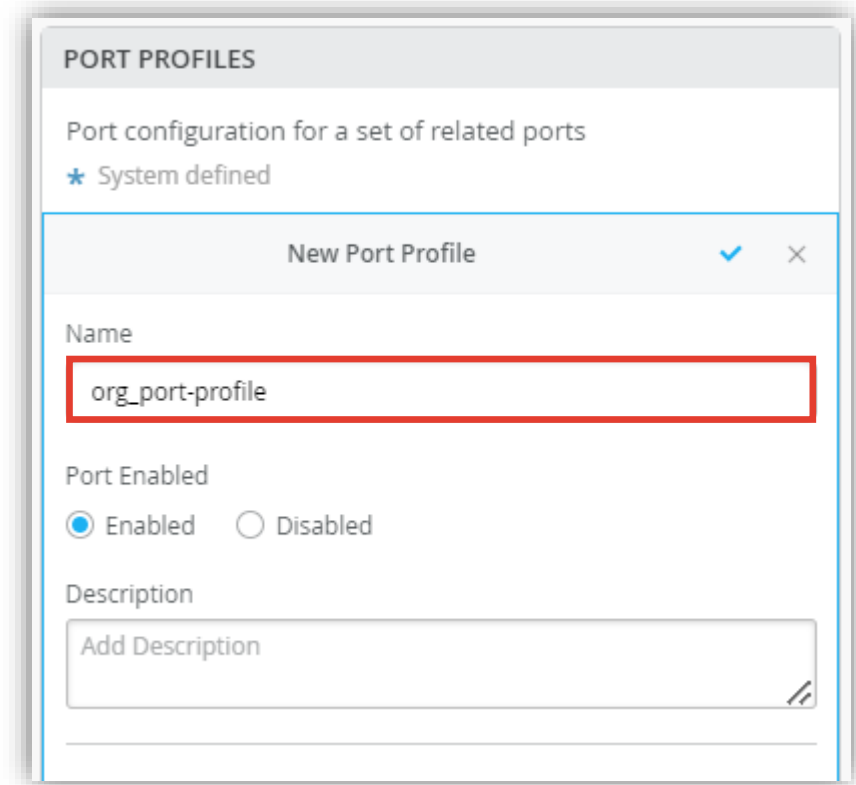 PORT PROFILES
Port configuration for a set of related ports
* System defined
New Port Profile
Name
org_port-profile
Port Enabled
Enabled Disabled
Description
Add Description